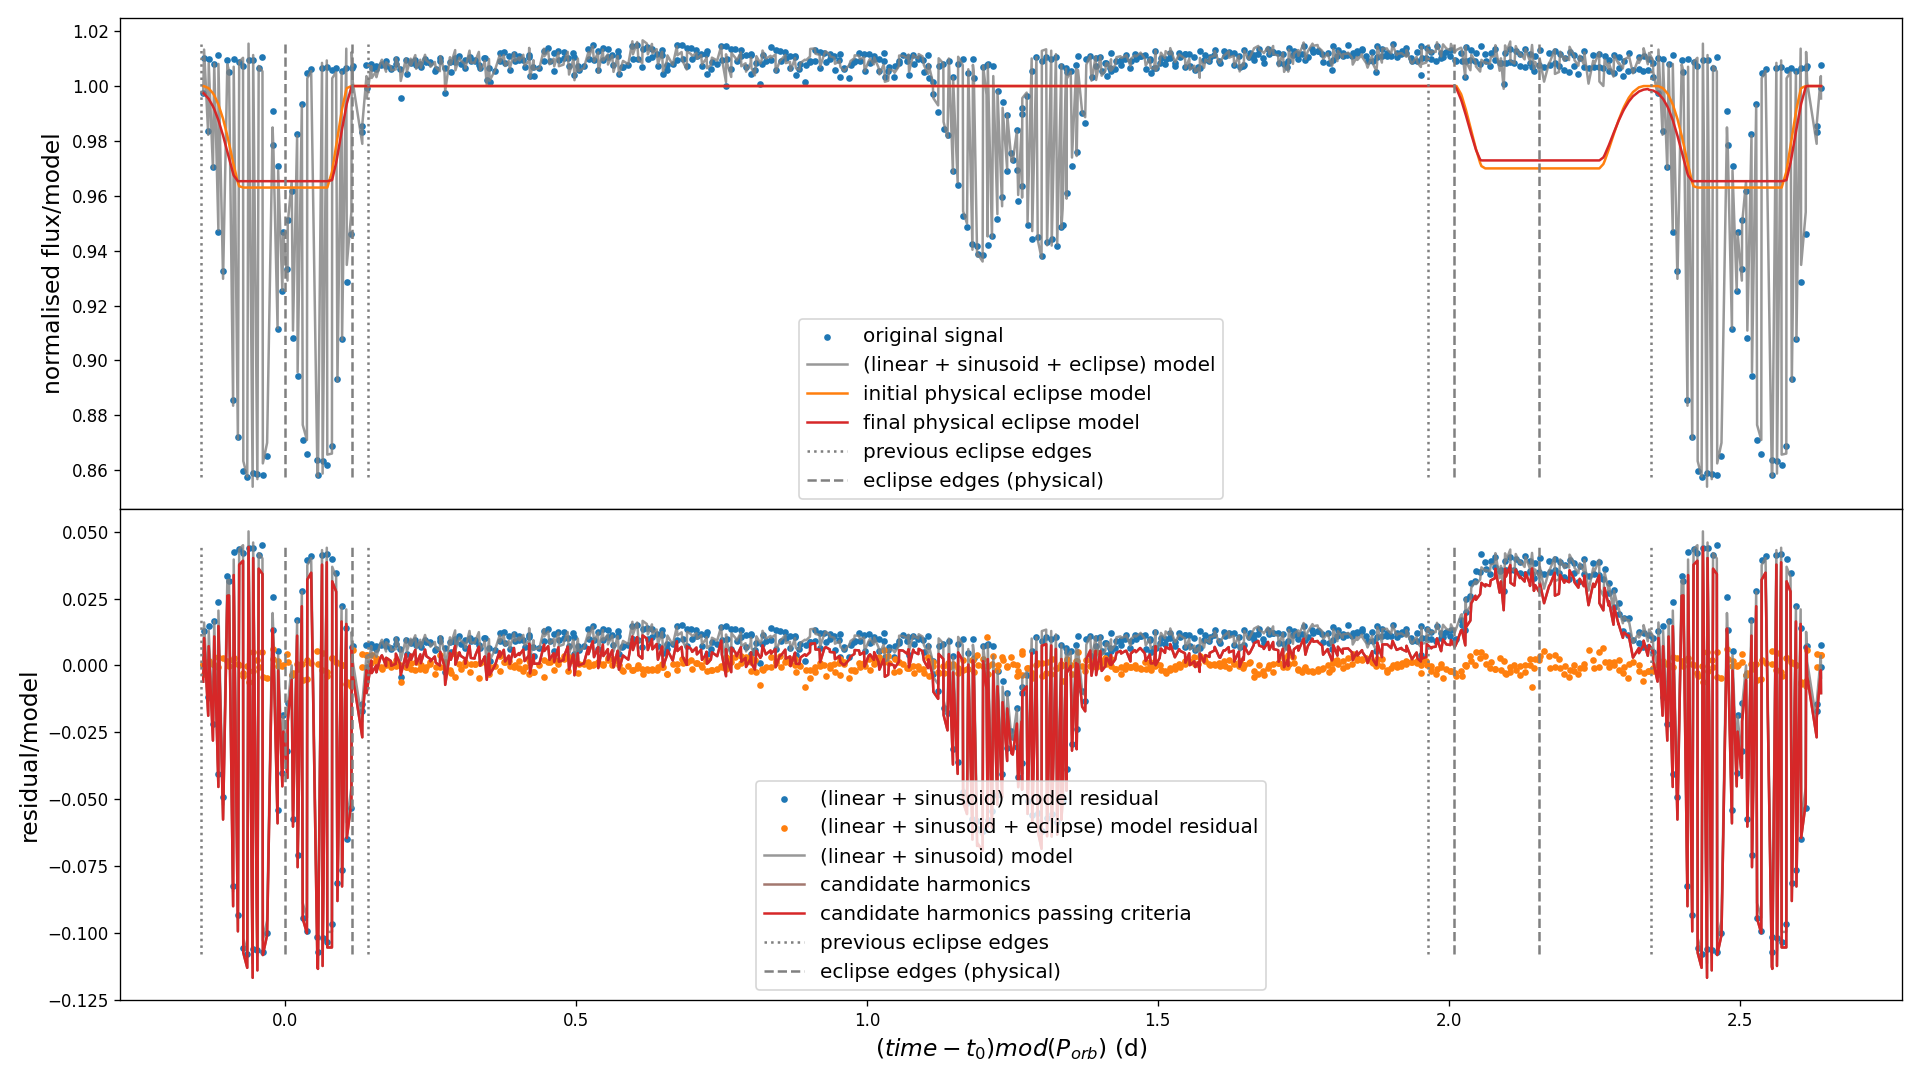 1.02
1.00
0.98
0.96
0.94
0.92
0.90
0.88
0.86
normalised flux/model
original signal
(linear + sinusoid + eclipse) model
initial physical eclipse model
final physical eclipse model
previous eclipse edges
eclipse edges (physical)
0.050
0.025
0.000
−0.025
−0.050
−0.075
−0.100
−0.125
residual/model
(linear + sinusoid) model residual
(linear + sinusoid + eclipse) model residual
(linear + sinusoid) model
candidate harmonics
candidate harmonics passing criteria
previous eclipse edges
eclipse edges (physical)
0.0 0.5 1.0 1.5 2.0 2.5
(time − t₀)mod(P_orb) (d)